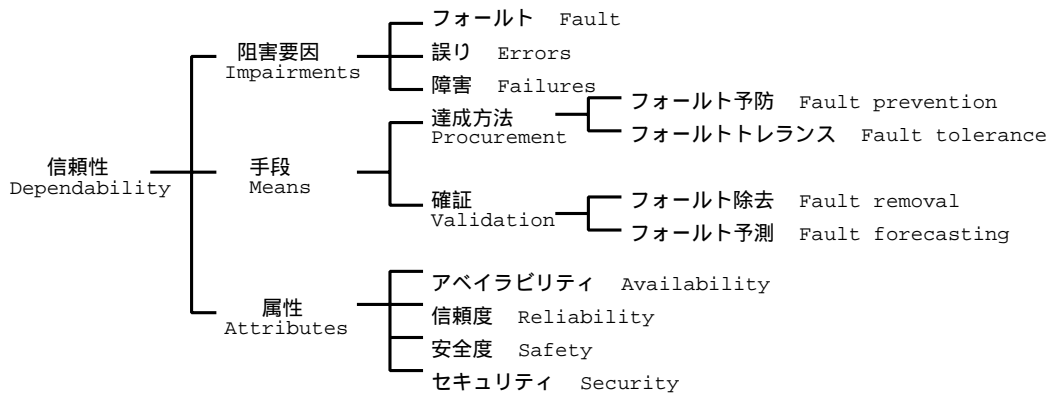 フォールト Fault
阻害要因
Impairments
誤り Errors
障害 Failures
達成方法
Procurement
フォールト予防 Fault prevention
フォールトトレランス Fault tolerance
信頼性
Dependability
手段
Means
確証
Validation
フォールト除去 Fault removal
フォールト予測 Fault forecasting
属性
Attributes
アベイラビリティ Availability
信頼度 Reliability
安全度 Safety
セキュリティ Security